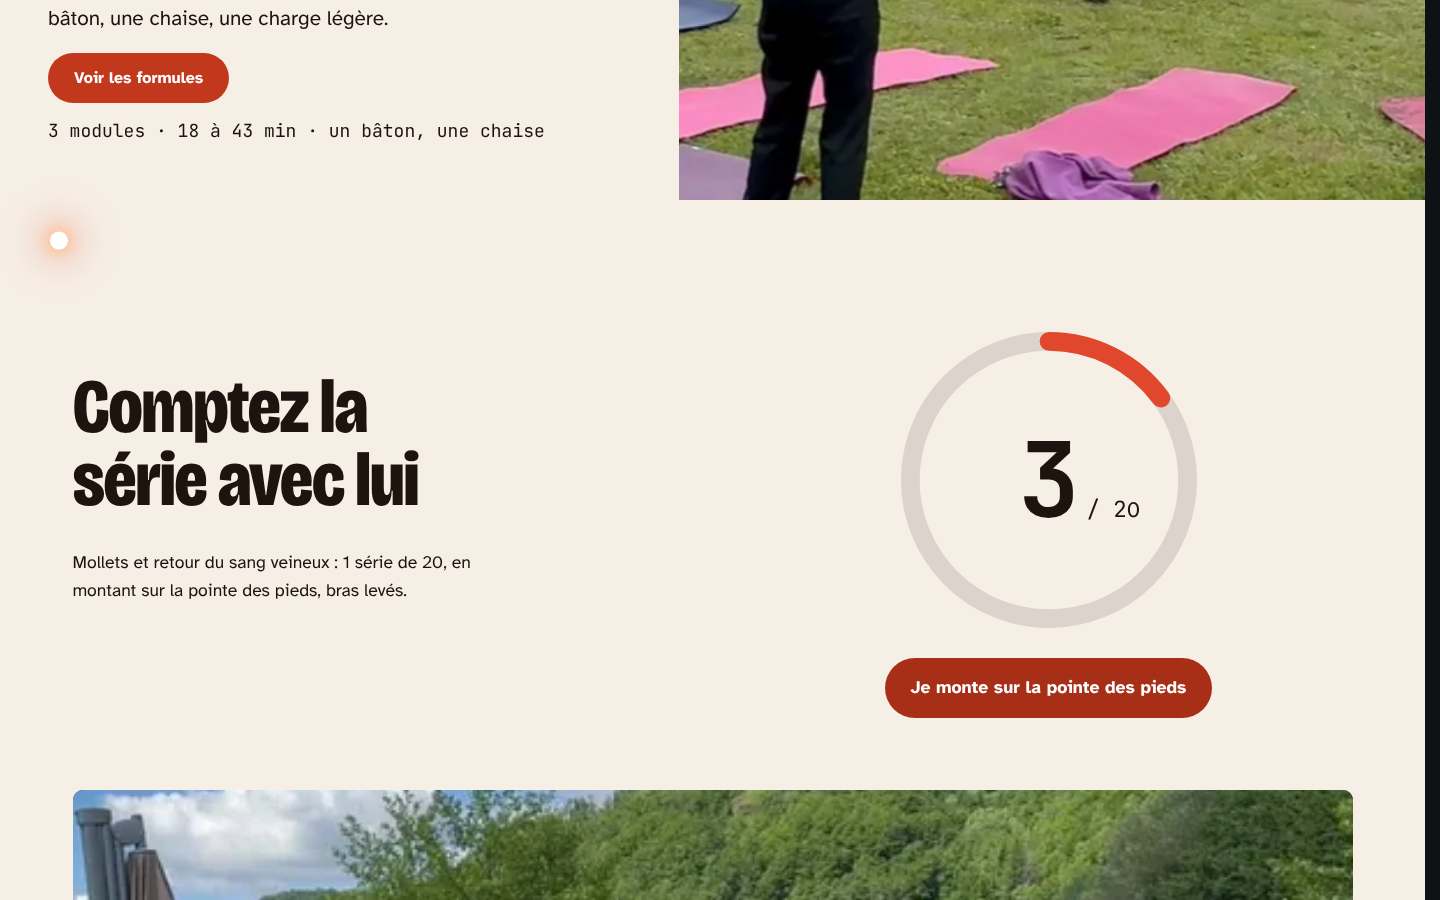 bâton, une chaise, une charge légère.
Voir les formules
3 modules · 18 à 43 min · un bâton, une chaise
Comptez la
série avec lui
Mollets et retour du sang veineux : 1 série de 20, en
montant sur la pointe des pieds, bras levés.
3 / 20
Je monte sur la pointe des pieds